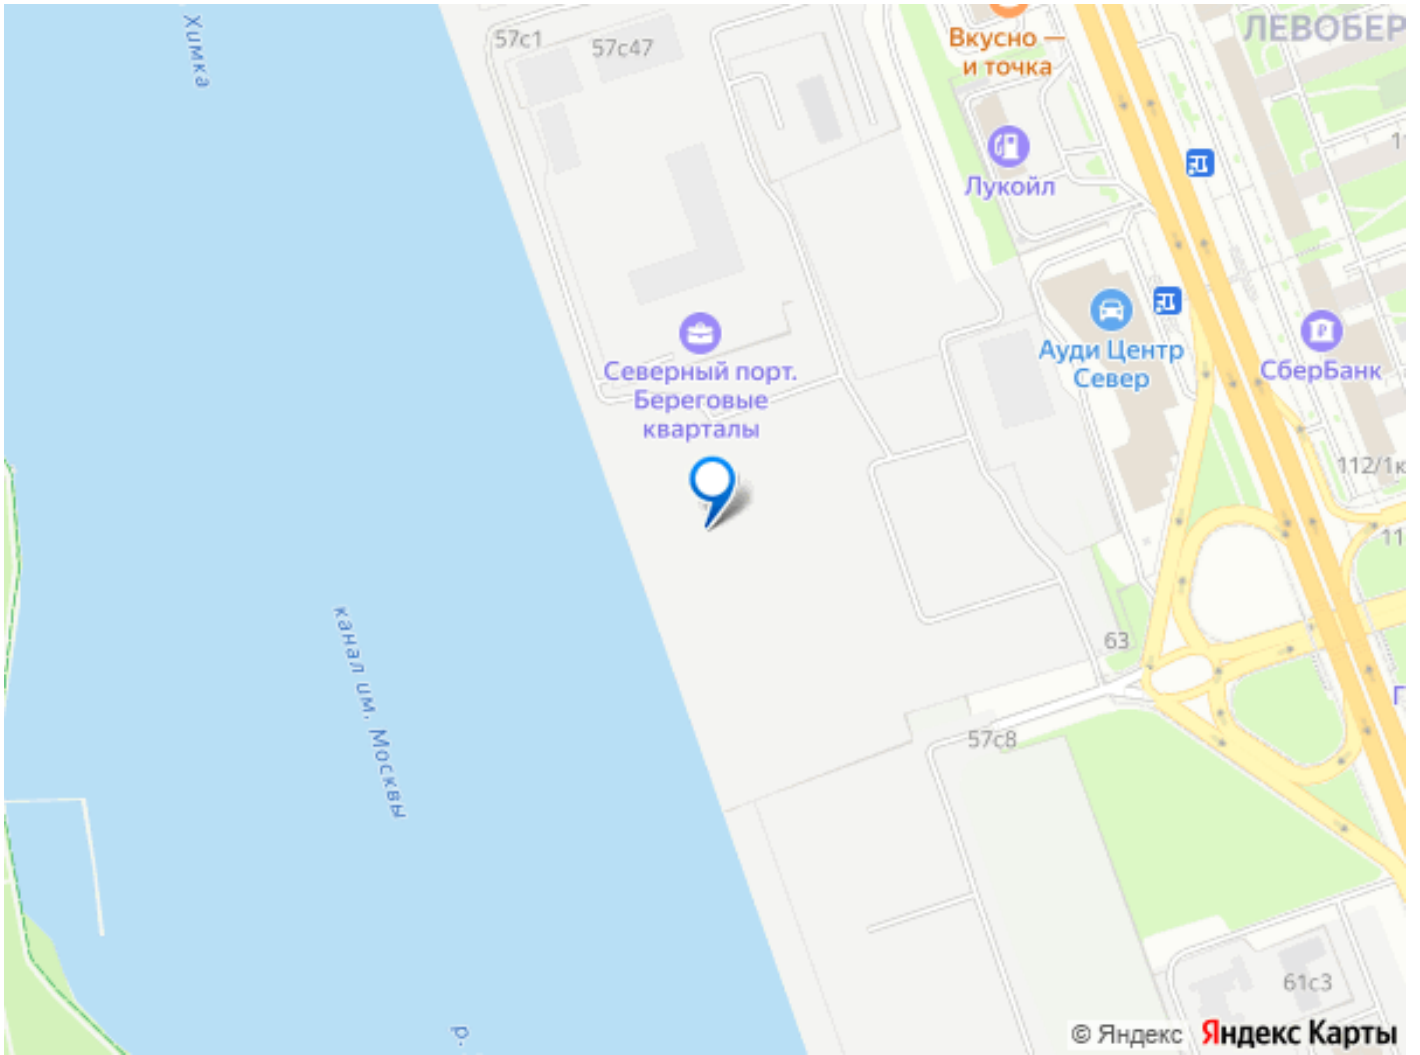 Химка
57с1
57с47
Вкусно —
и точка
ЛЕВОБЕР
Лукойл
Ауди Центр
Север
СберБанк
Северный порт.
Береговые
кварталы
112/1к
11
63
канал им. Москвы
57с8
61с3
р.
© Яндекс
Яндекс Карты